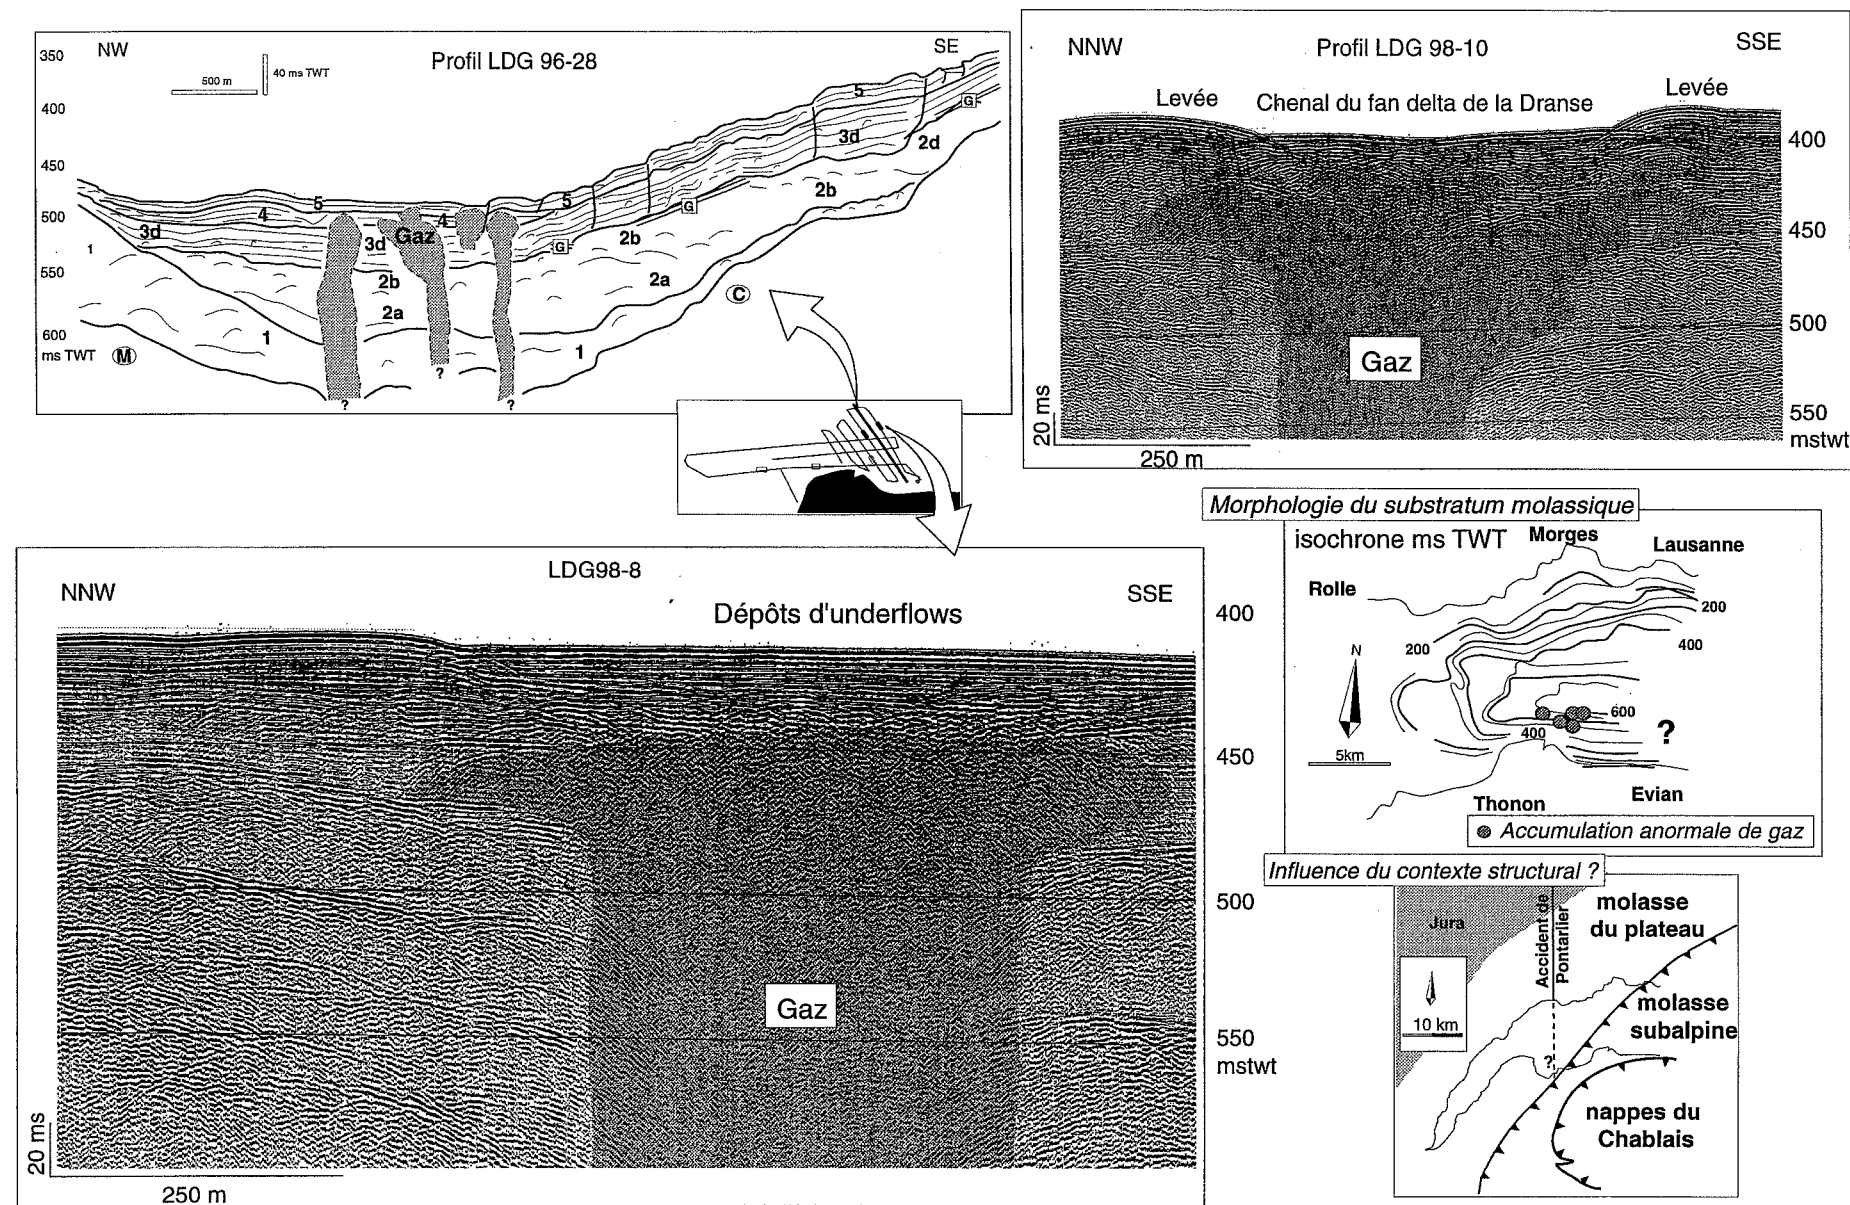 NW
Profil LDG 96-28
SE
500 m
40 ms TWT
350
400
450
500
550
600
ms TWT
5
3d
2d
2b
G
5
4
3d
1
5
4
3d
Gaz
2b
2a
G
G
2b
2a
1
1
M
C
?
?
?
NNW
Profil LDG 98-10
SSE
Levée
Chenal du fan delta de la Dranse
Levée
400
450
500
550
mstwt
Gaz
20 ms
250 m
LDG98-8
NNW
SSE
Dépôts d'underflows
400
450
500
550
mstwt
Gaz
20 ms
250 m
Morphologie du substratum molassique
isochrone ms TWT
Morges
Lausanne
Rolle
200
200
400
N
600
400
?
5km
Thonon
Evian
Accumulation anormale de gaz
Influence du contexte structural ?
Jura
Accident de
Pontarlier
molasse
du plateau
10 km
molasse
subalpine
?
nappes du
Chablais